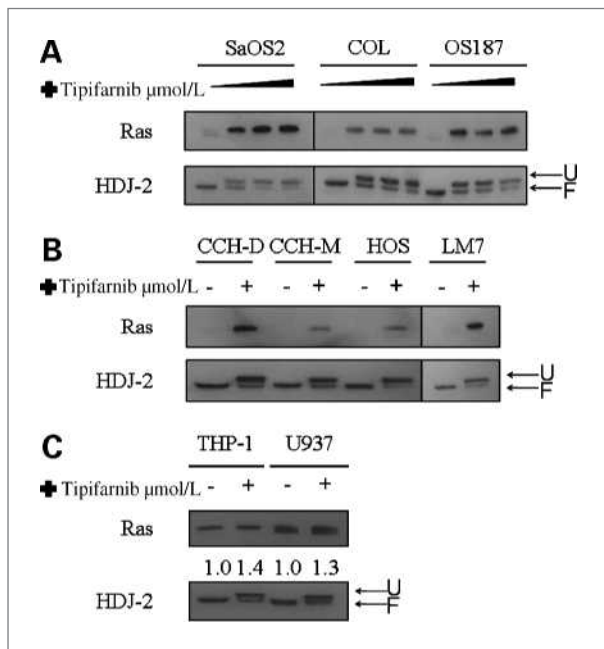 A
SaOS2 COL OS187
✚ Tipifarnib µmol/L
Ras
HDJ-2 U
F
B
CCH-D CCH-M HOS LM7
✚ Tipifarnib µmol/L - + - + - + - +
Ras
HDJ-2 U
F
C
THP-1 U937
✚ Tipifarnib µmol/L - + - +
Ras
1.0 1.4 1.0 1.3
HDJ-2 U
F